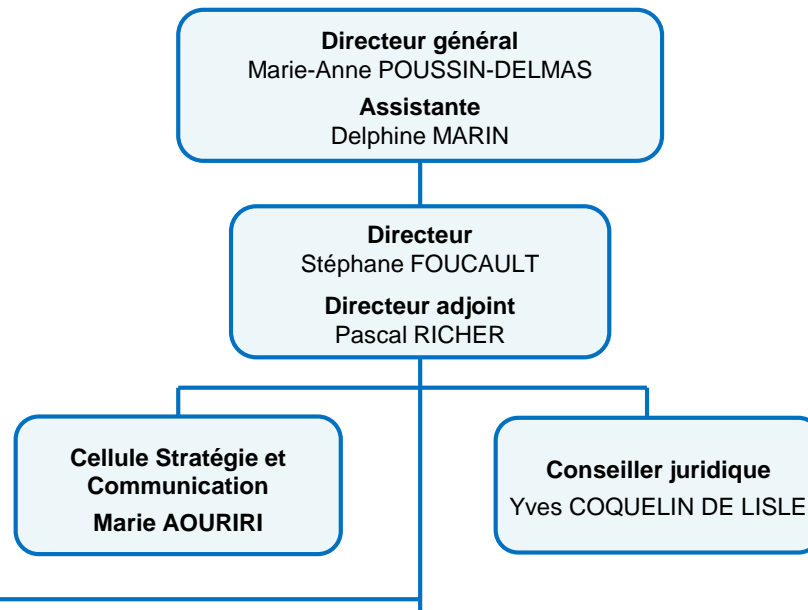 Directeur général
Marie-Anne POUSSIN-DELMAS
Assistante
Delphine MARIN
Directeur
Stéphane FOUCAULT
Directeur adjoint
Pascal RICHER
Cellule Stratégie et
Communication
Marie AOURIRI
Conseiller juridique
Yves COQUELIN DE LISLE